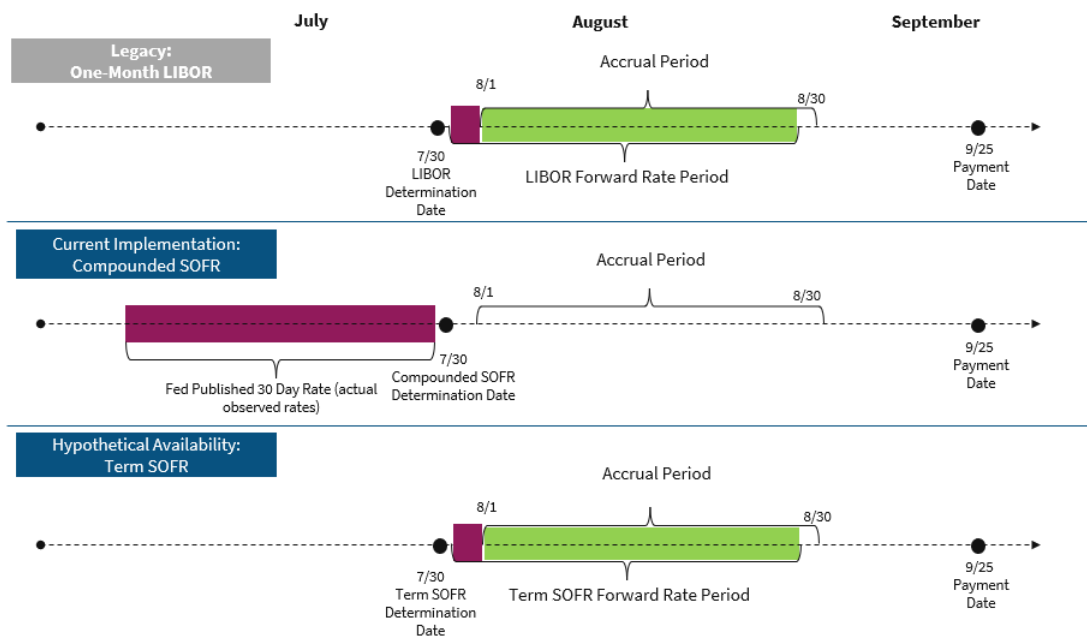 July
August
September
Legacy:
One-Month LIBOR
Accrual Period
8/1
8/30
7/30
LIBOR
Determination
Date
LIBOR Forward Rate Period
9/25
Payment
Date
Current Implementation:
Compounded SOFR
Accrual Period
8/1
8/30
Fed Published 30 Day Rate (actual
observed rates)
7/30
Compounded SOFR
Determination Date
9/25
Payment
Date
Hypothetical Availability:
Term SOFR
Accrual Period
8/1
8/30
7/30
Term SOFR
Determination
Date
Term SOFR Forward Rate Period
9/25
Payment
Date